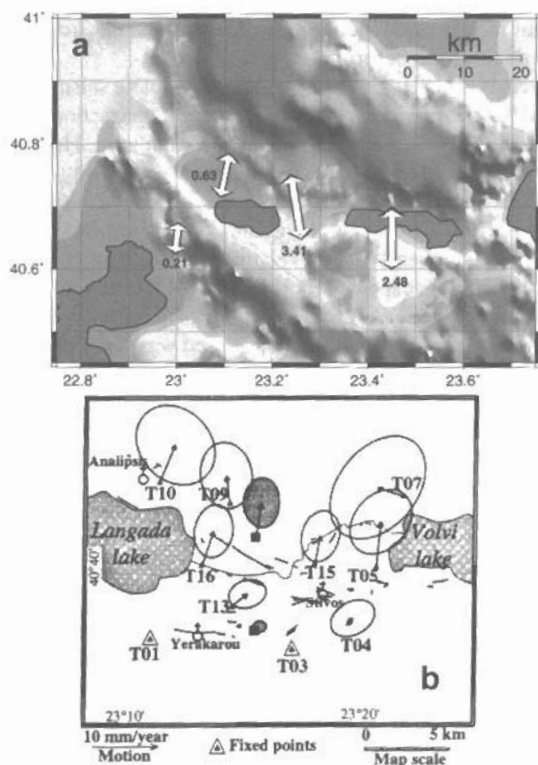 41°
a
km
0 10 20
40.8
0.63
3.41
0.21
40.6
2.48
22.8°
23°
23.2°
23.4°
23.6°
T10
T09
T07
Langada
lake
Volvi
lake
40°40'
T16
T15
T05
T13
T04
Yerakarou
T01
T03
b
23°10'
23°20'
10 mm/year
Motion
Fixed points
0 5 km
Map scale